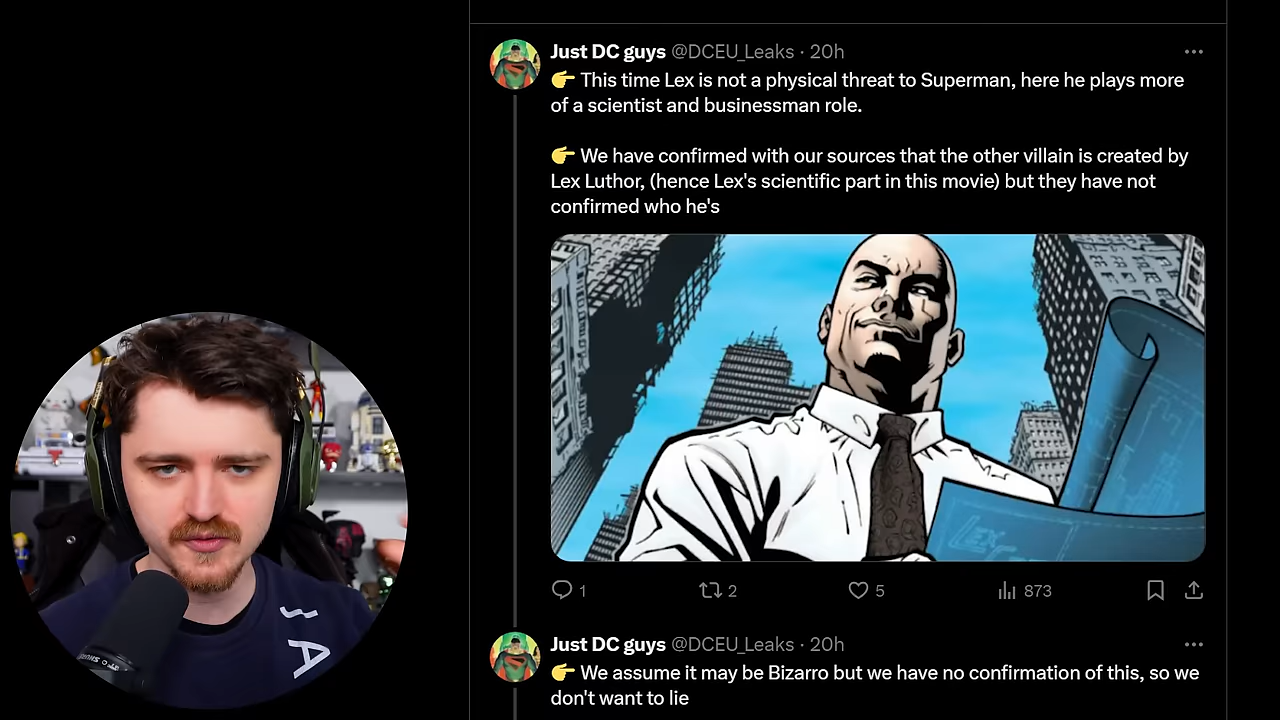 Just DC guys @DCEU_Leaks · 20h
👉 This time Lex is not a physical threat to Superman, here he plays more
of a scientist and businessman role.
👉 We have confirmed with our sources that the other villain is created by
Lex Luthor, (hence Lex's scientific part in this movie) but they have not
confirmed who he's
1 2 5 873
Just DC guys @DCEU_Leaks · 20h
👉 We assume it may be Bizarro but we have no confirmation of this, so we
don't want to lie